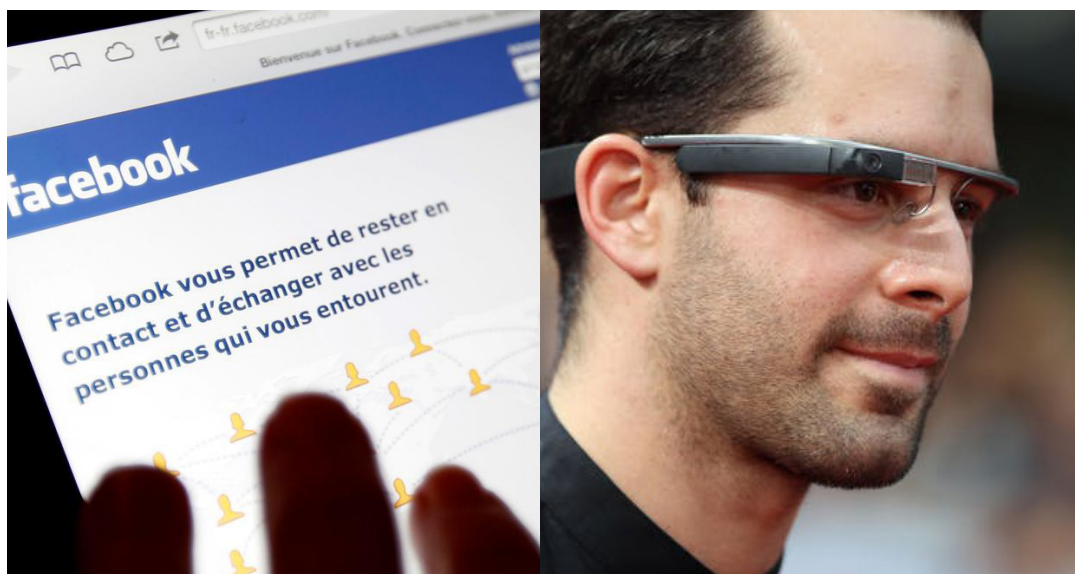 fr-fr.facebook.com
Bienvenue sur Facebook. Connectez-vous,
facebook
Facebook vous permet de rester en
contact et d'échanger avec les
personnes qui vous entourent.